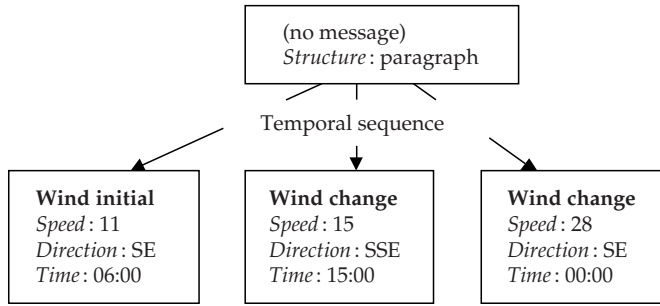 (no message)
Structure : paragraph
Temporal sequence
Wind initial
Speed : 11
Direction : SE
Time : 06:00
Wind change
Speed : 15
Direction : SSE
Time : 15:00
Wind change
Speed : 28
Direction : SE
Time : 00:00